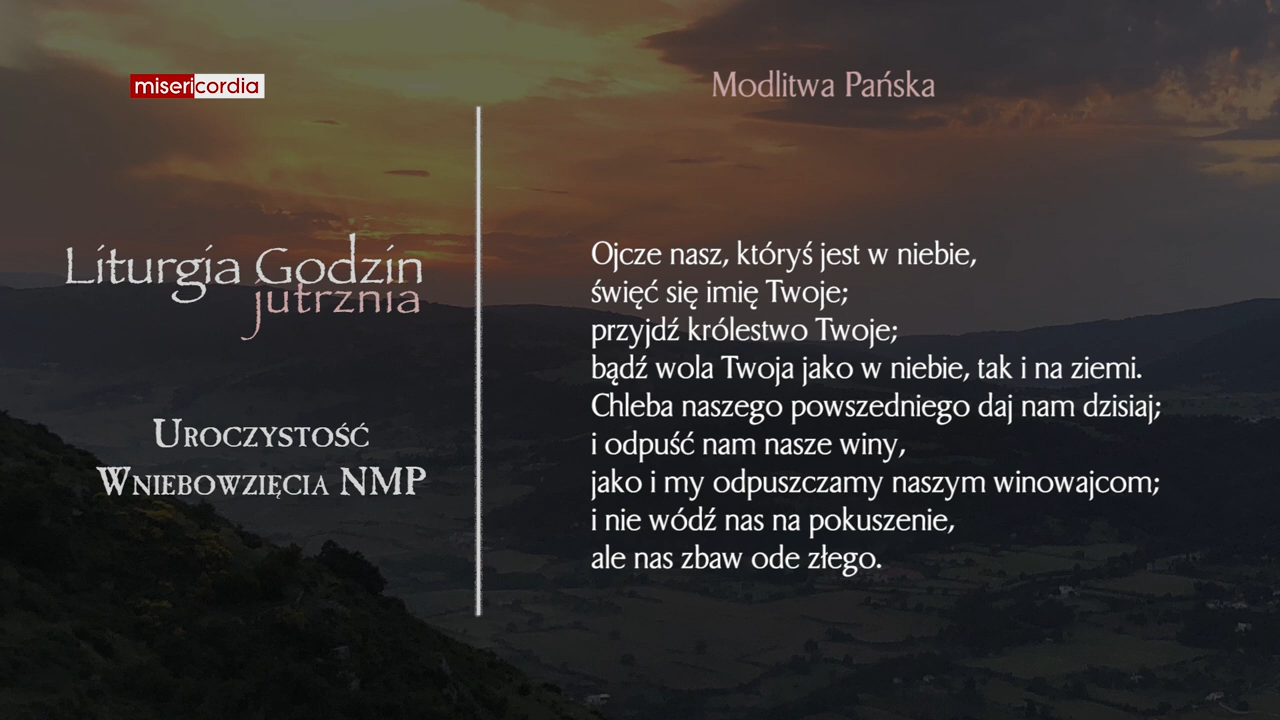 misericordia
Liturgia Godzin
jutrznia
Uroczystość
Wniebowzięcia NMP
Modlitwa Pańska
Ojcze nasz, któryś jest w niebie,
święć się imię Twoje;
przyjdź królestwo Twoje;
bądź wola Twoja jako w niebie, tak i na ziemi.
Chleba naszego powszedniego daj nam dzisiaj;
i odpuść nam nasze winy,
jako i my odpuszczamy naszym winowajcom;
i nie wódź nas na pokuszenie,
ale nas zbaw ode złego.